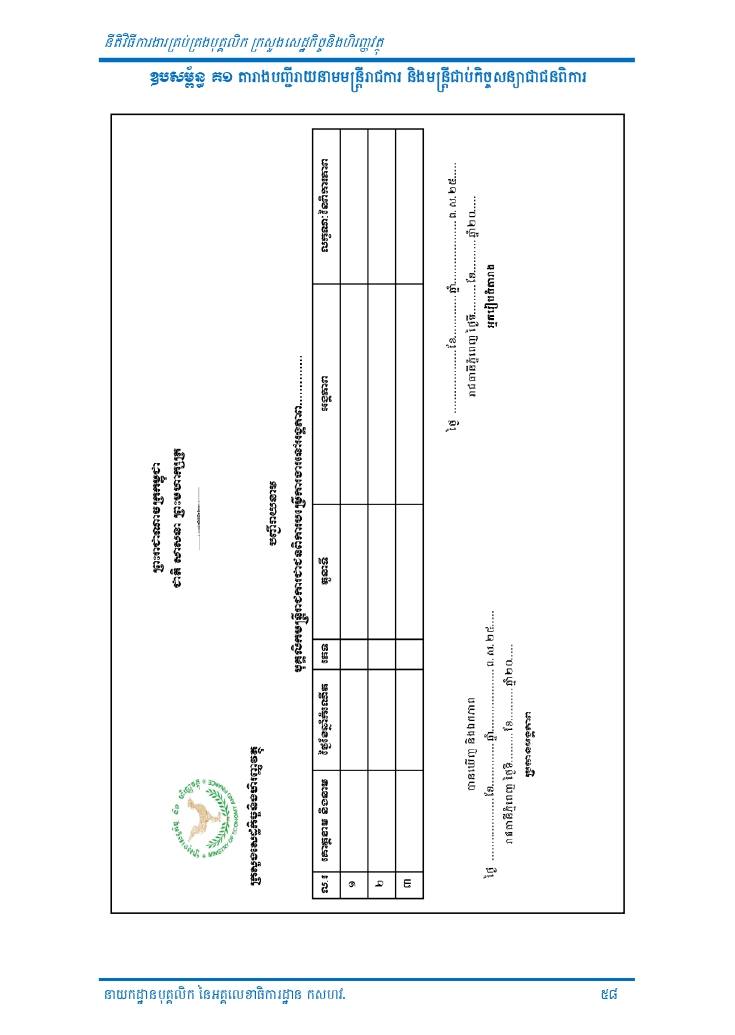 នីតិវិធីការងារគ្រប់គ្រងបុគ្គលិក ក្រសួងសេដ្ឋកិច្ចនិងហិរញ្ញវត្ថុ
ឧបសម្ព័ន្ធ គ១ តារាងបញ្ជីរាយនាមមន្ត្រីរាជការ និងមន្ត្រីជាប់កិច្ចសន្យាជាជនពិការ
ព្រះរាជាណាចក្រកម្ពុជា
ជាតិ សាសនា ព្រះមហាក្សត្រ
ក្រសួងសេដ្ឋកិច្ចនិងហិរញ្ញវត្ថុ
បញ្ជីរាយនាម
បុគ្គលិកមន្ត្រីរាជការជាជនពិការបម្រើការងារនៅអង្គភាព...............
ល.រ គោត្តនាម និងនាម ថ្ងៃខែឆ្នាំកំណើត ភេទ តួនាទី អង្គភាព លក្ខណៈនៃពិការភាព
១
២
៣
ថ្ងៃ ....................ខែ.............ឆ្នាំ.................. ព.ស. ២៥......
រាជធានីភ្នំពេញ ថ្ងៃទី..........ខែ............ឆ្នាំ២០.....
អ្នករៀបចំតារាង
បានឃើញ និងឯកភាព
ថ្ងៃ ....................ខែ.............ឆ្នាំ.................. ព.ស. ២៥......
រាជធានីភ្នំពេញ ថ្ងៃទី..........ខែ............ឆ្នាំ២០.....
ប្រធានអង្គភាព
នាយកដ្ឋានបុគ្គលិក នៃអគ្គលេខាធិការដ្ឋាន កសហវ.
៥៨